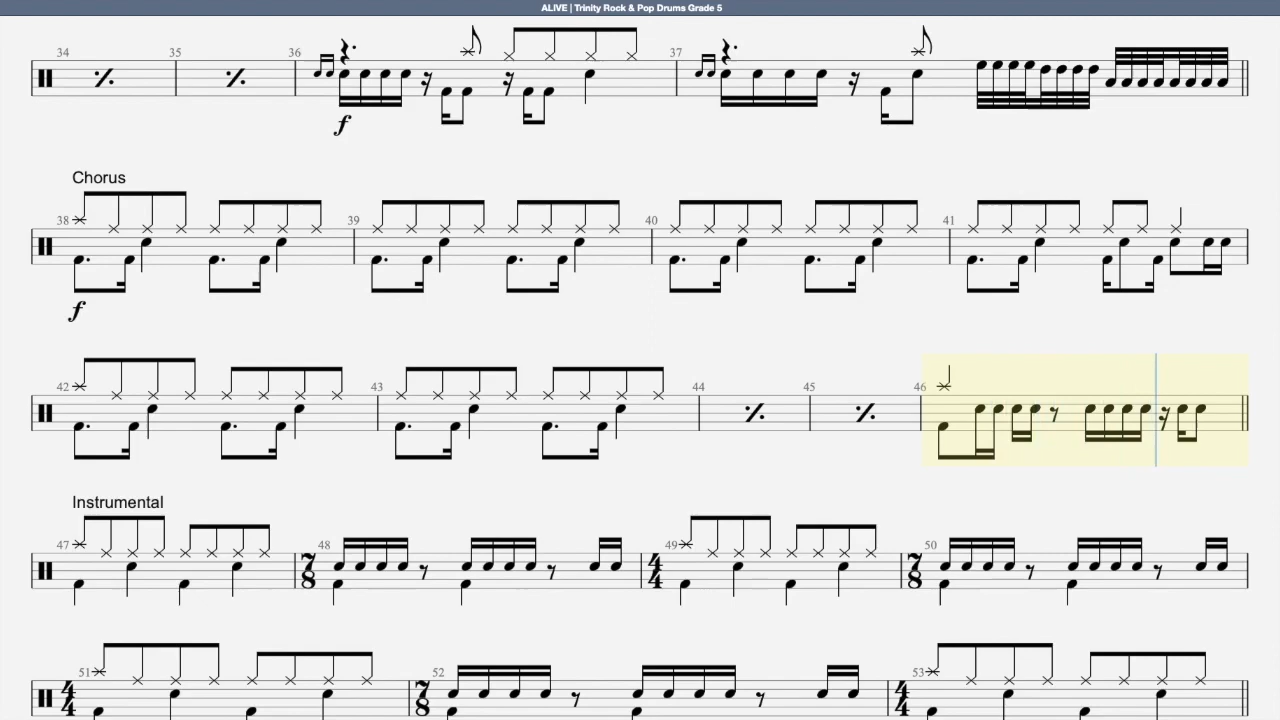 ALIVE | Trinity Rock & Pop Drums Grade 5
34 35 36 37
f
Chorus
38 39 40 41
f
42 43 44 45 46
Instrumental
47 48 49 50
7 8 4 4 7 8
51 52 53
4 4 7 8 4 4